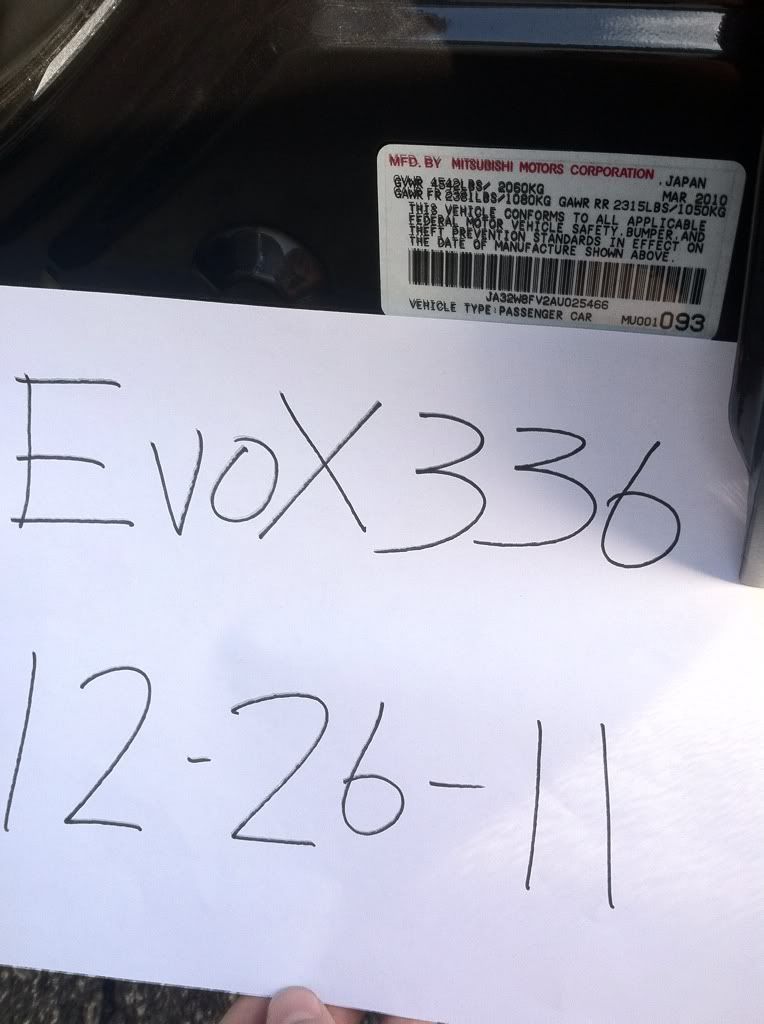 MFD. BY MITSUBISHI MOTORS CORPORATION, JAPAN
GVWR 4542LBS/ 2060KG MAR 2010
GAWR FR 2381LBS/1080KG GAWR RR 2315LBS/1050KG
THIS VEHICLE CONFORMS TO ALL APPLICABLE
FEDERAL MOTOR VEHICLE SAFETY, BUMPER, AND
THEFT PREVENTION STANDARDS IN EFFECT ON
THE DATE OF MANUFACTURE SHOWN ABOVE.
JA32W8FV2AU025466
VEHICLE TYPE:PASSENGER CAR MU001093
EvoX336
12-26-11